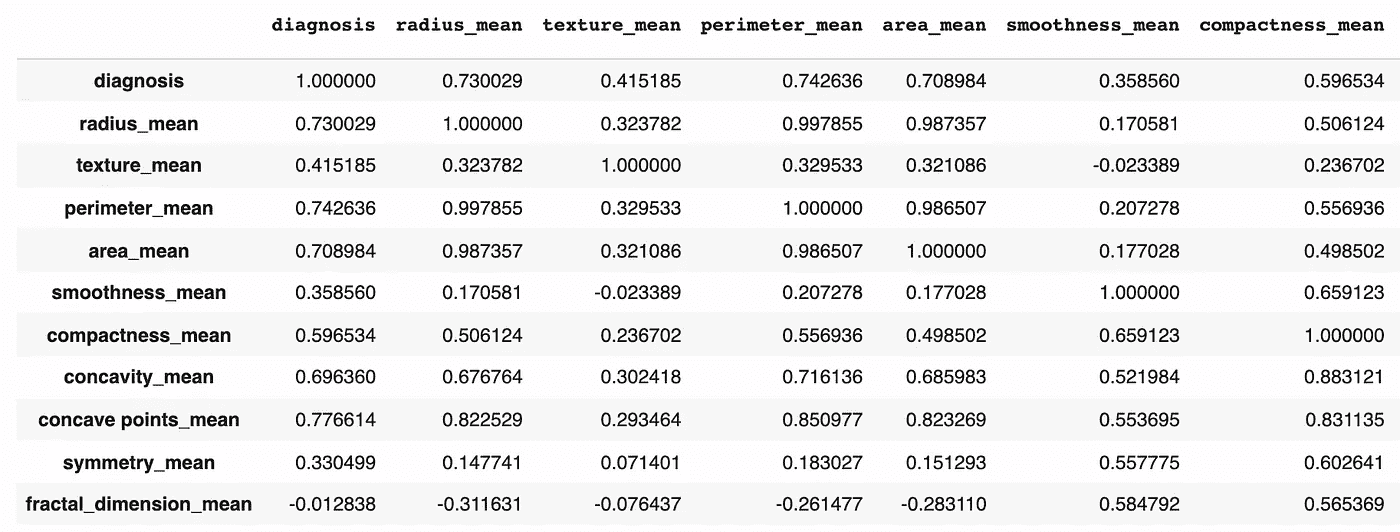 diagnosis radius_mean texture_mean perimeter_mean area_mean smoothness_mean compactness_mean
diagnosis 1.000000 0.730029 0.415185 0.742636 0.708984 0.358560 0.596534
radius_mean 0.730029 1.000000 0.323782 0.997855 0.987357 0.170581 0.506124
texture_mean 0.415185 0.323782 1.000000 0.329533 0.321086 -0.023389 0.236702
perimeter_mean 0.742636 0.997855 0.329533 1.000000 0.986507 0.207278 0.556936
area_mean 0.708984 0.987357 0.321086 0.986507 1.000000 0.177028 0.498502
smoothness_mean 0.358560 0.170581 -0.023389 0.207278 0.177028 1.000000 0.659123
compactness_mean 0.596534 0.506124 0.236702 0.556936 0.498502 0.659123 1.000000
concavity_mean 0.696360 0.676764 0.302418 0.716136 0.685983 0.521984 0.883121
concave points_mean 0.776614 0.822529 0.293464 0.850977 0.823269 0.553695 0.831135
symmetry_mean 0.330499 0.147741 0.071401 0.183027 0.151293 0.557775 0.602641
fractal_dimension_mean -0.012838 -0.311631 -0.076437 -0.261477 -0.283110 0.584792 0.565369